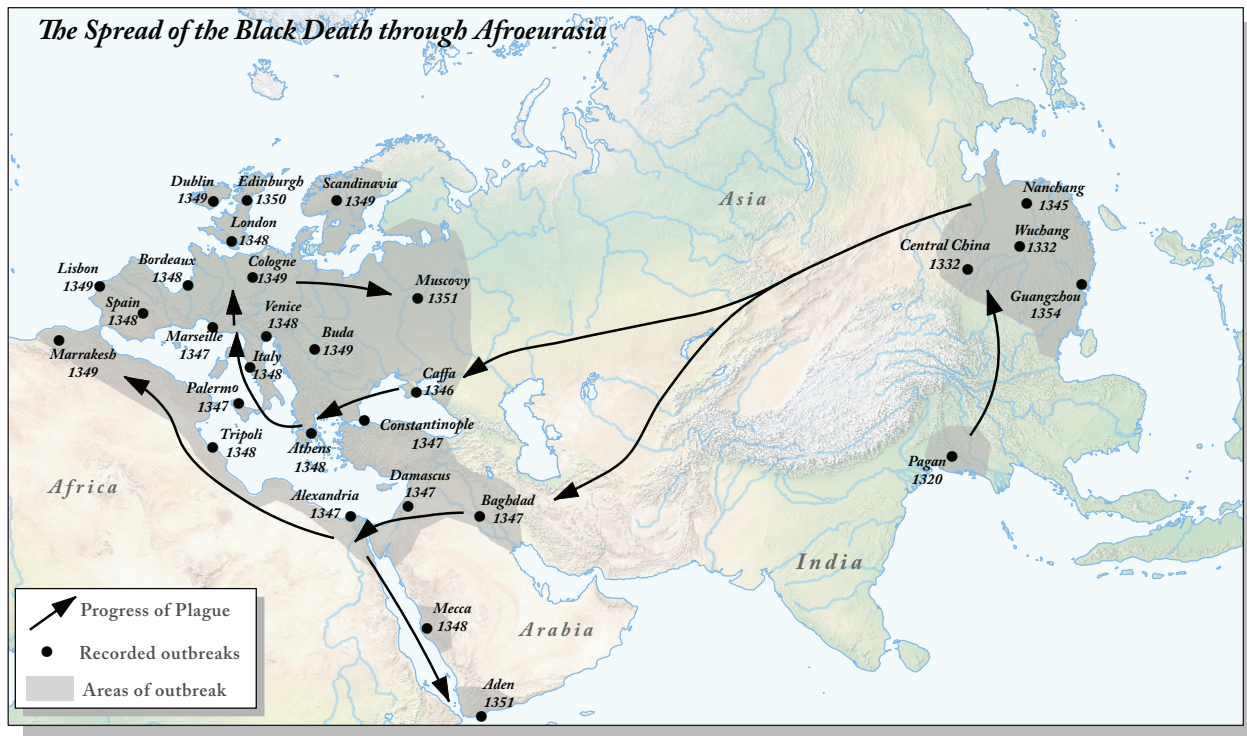 The Spread of the Black Death through Afroeurasia
Dublin
1349
Edinburgh
1350
Scandinavia
1349
London
1348
Lisbon
1349
Bordeaux
1348
Cologne
1349
Muscovy
1351
Spain
1348
Venice
1348
Marseille
1347
Buda
1349
Marrakesh
1349
Italy
1348
Palermo
1347
Caffa
1346
Constantinople
1347
Tripoli
1348
Athens
1348
Damascus
1347
Alexandria
1347
Baghdad
1347
Mecca
1348
Aden
1351
Nanchang
1345
Wuchang
1332
Central China
1332
Guangzhou
1354
Pagan
1320
Asia
Africa
India
Arabia
Progress of Plague
Recorded outbreaks
Areas of outbreak